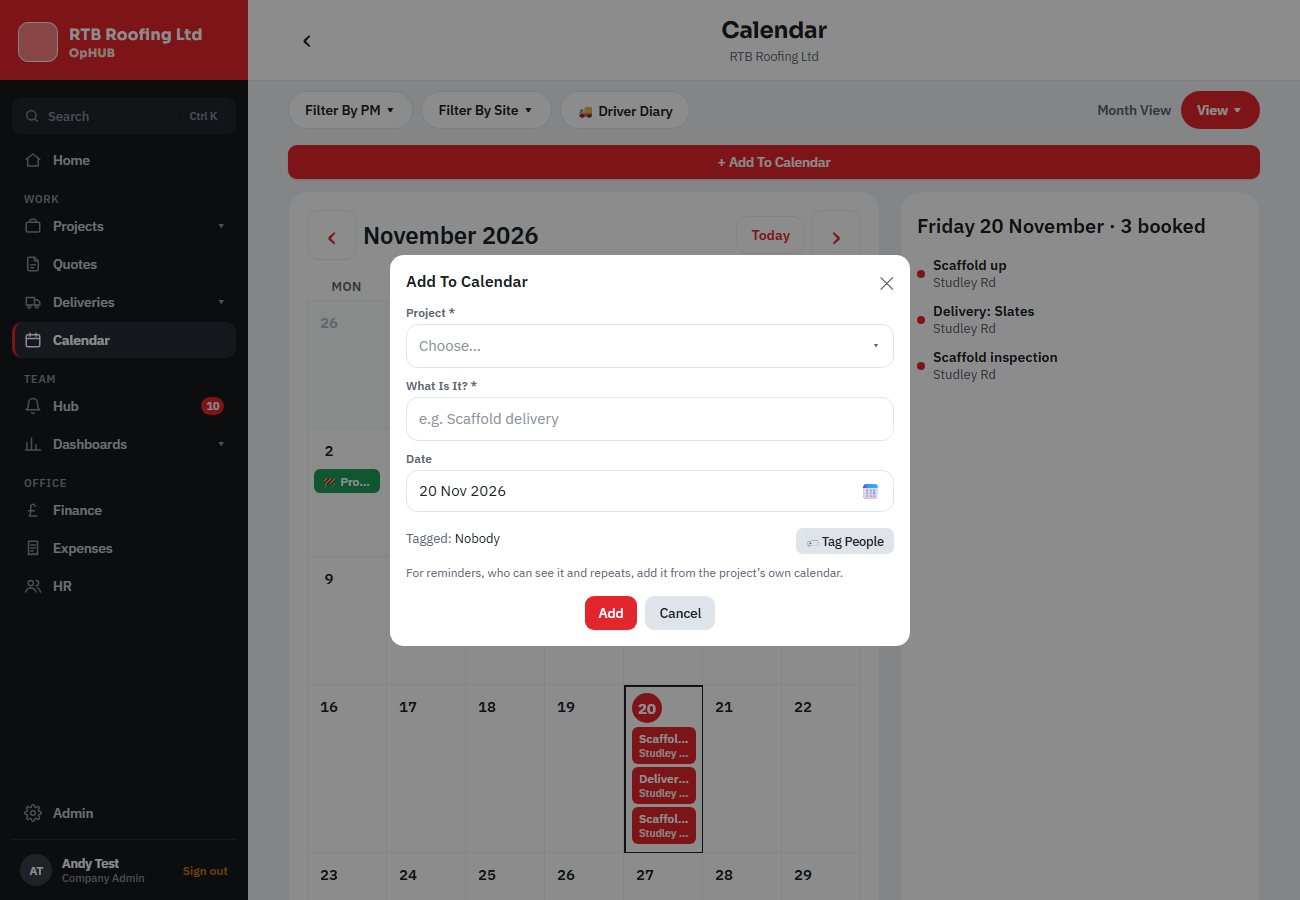 RTB Roofing Ltd
OpHUB
Search
Ctrl K
Home
WORK
Projects
Quotes
Deliveries
Calendar
TEAM
Hub
10
Dashboards
OFFICE
Finance
Expenses
HR
Admin
AT
Andy Test
Company Admin
Sign out
Calendar
RTB Roofing Ltd
Filter By PM
Filter By Site
Driver Diary
Month View
View
+ Add To Calendar
November 2026
Today
MON
26
2
Pro...
9
16
17
18
19
20
21
22
Scaffol...
Studley ...
Deliver...
Studley ...
Scaffol...
Studley ...
23
24
25
26
27
28
29
Friday 20 November · 3 booked
Scaffold up
Studley Rd
Delivery: Slates
Studley Rd
Scaffold inspection
Studley Rd
Add To Calendar
Project *
Choose...
What Is It? *
e.g. Scaffold delivery
Date
20 Nov 2026
Tagged: Nobody
Tag People
For reminders, who can see it and repeats, add it from the project's own calendar.
Add
Cancel